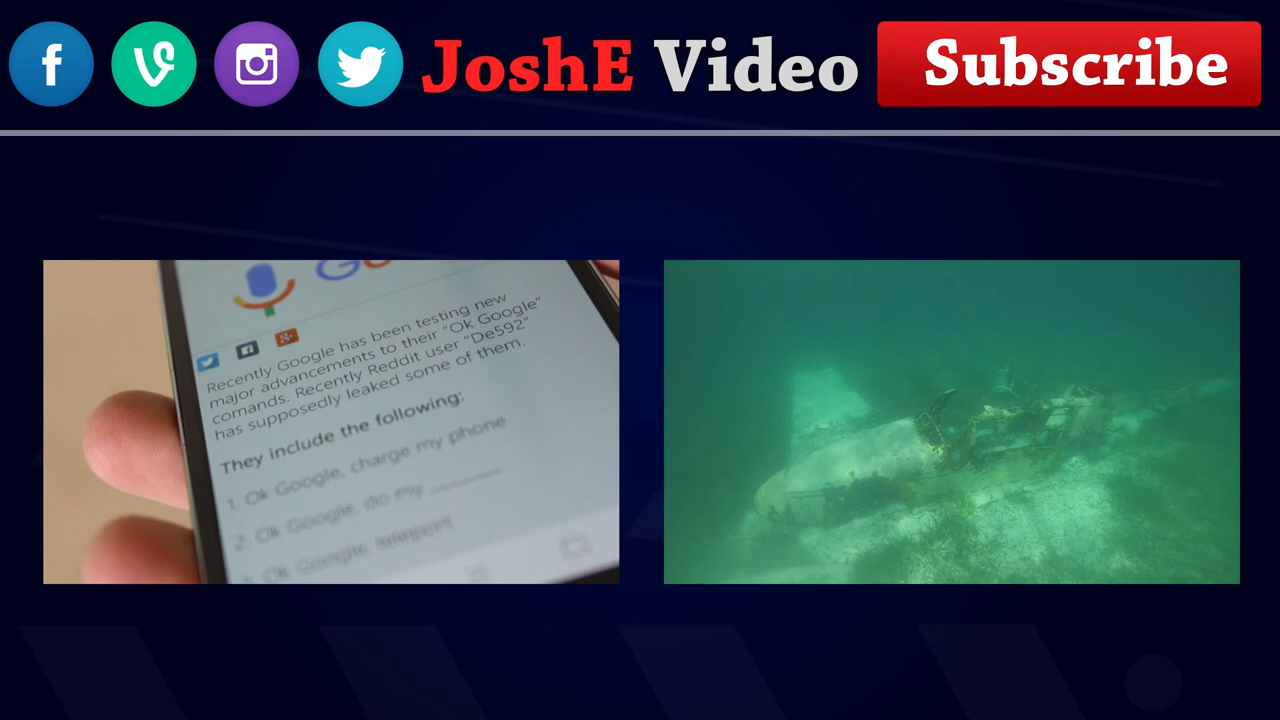 JoshE Video
Subscribe
Go
Recently Google has been testing new
major advancements to their "Ok Google"
comands. Recently Reddit user "De592"
has supposedly leaked some of them.
They include the following:
1. Ok Google, charge my phone
2. Ok Google, do my ______
3. Ok Google, teleport